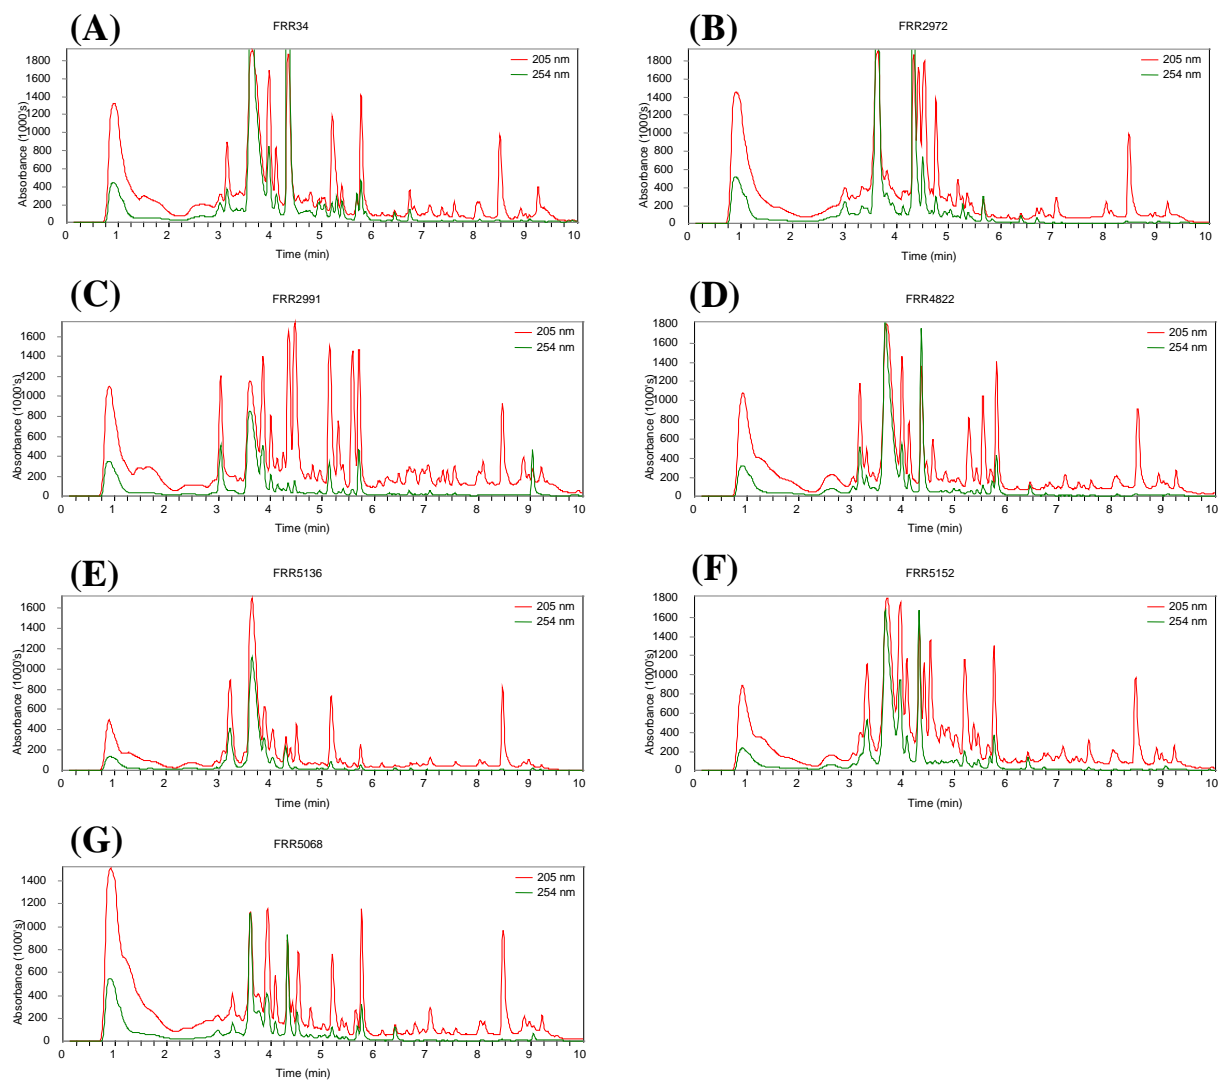 (A)
FRR34
205 nm
254 nm
Absorbance (1000's)
1800
1600
1400
1200
1000
800
600
400
200
0
0 1 2 3 4 5 6 7 8 9 10
Time (min)
(B)
FRR2972
205 nm
254 nm
Absorbance (1000's)
1800
1600
1400
1200
1000
800
600
400
200
0
0 1 2 3 4 5 6 7 8 9 10
Time (min)
(C)
FRR2991
205 nm
254 nm
Absorbance (1000's)
1600
1400
1200
1000
800
600
400
200
0
0 1 2 3 4 5 6 7 8 9 10
Time (min)
(D)
FRR4822
205 nm
254 nm
Absorbance (1000's)
1800
1600
1400
1200
1000
800
600
400
200
0
0 1 2 3 4 5 6 7 8 9 10
Time (min)
(E)
FRR5136
205 nm
254 nm
Absorbance (1000's)
1600
1400
1200
1000
800
600
400
200
0
0 1 2 3 4 5 6 7 8 9 10
Time (min)
(F)
FRR5152
205 nm
254 nm
Absorbance (1000's)
1800
1600
1400
1200
1000
800
600
400
200
0
0 1 2 3 4 5 6 7 8 9 10
Time (min)
(G)
FRR5068
205 nm
254 nm
Absorbance (1000's)
1400
1200
1000
800
600
400
200
0
0 1 2 3 4 5 6 7 8 9 10
Time (min)